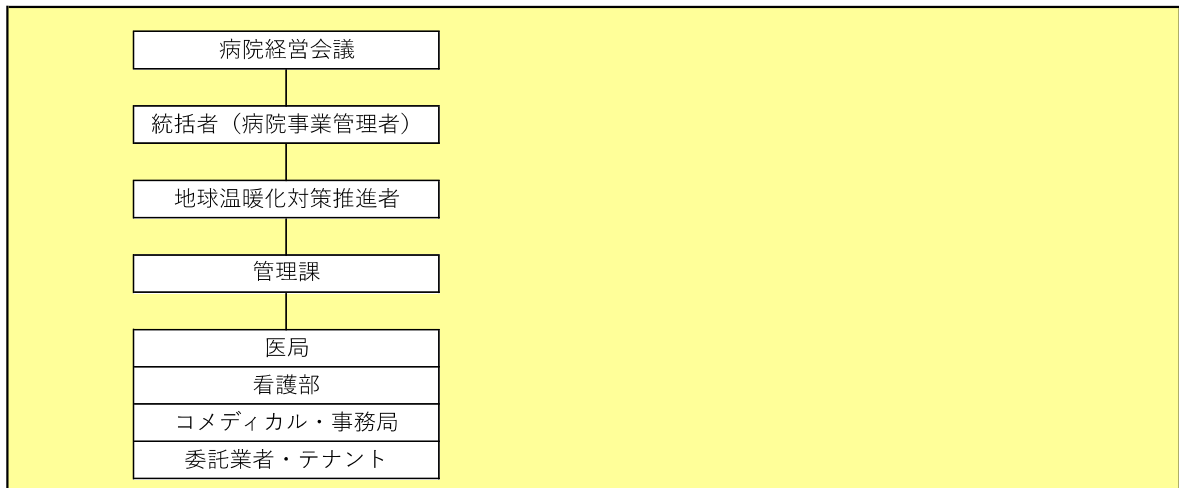 病院経営会議
統括者（病院事業管理者）
地球温暖化対策推進者
管理課
医局
看護部
コメディカル・事務局
委託業者・テナント